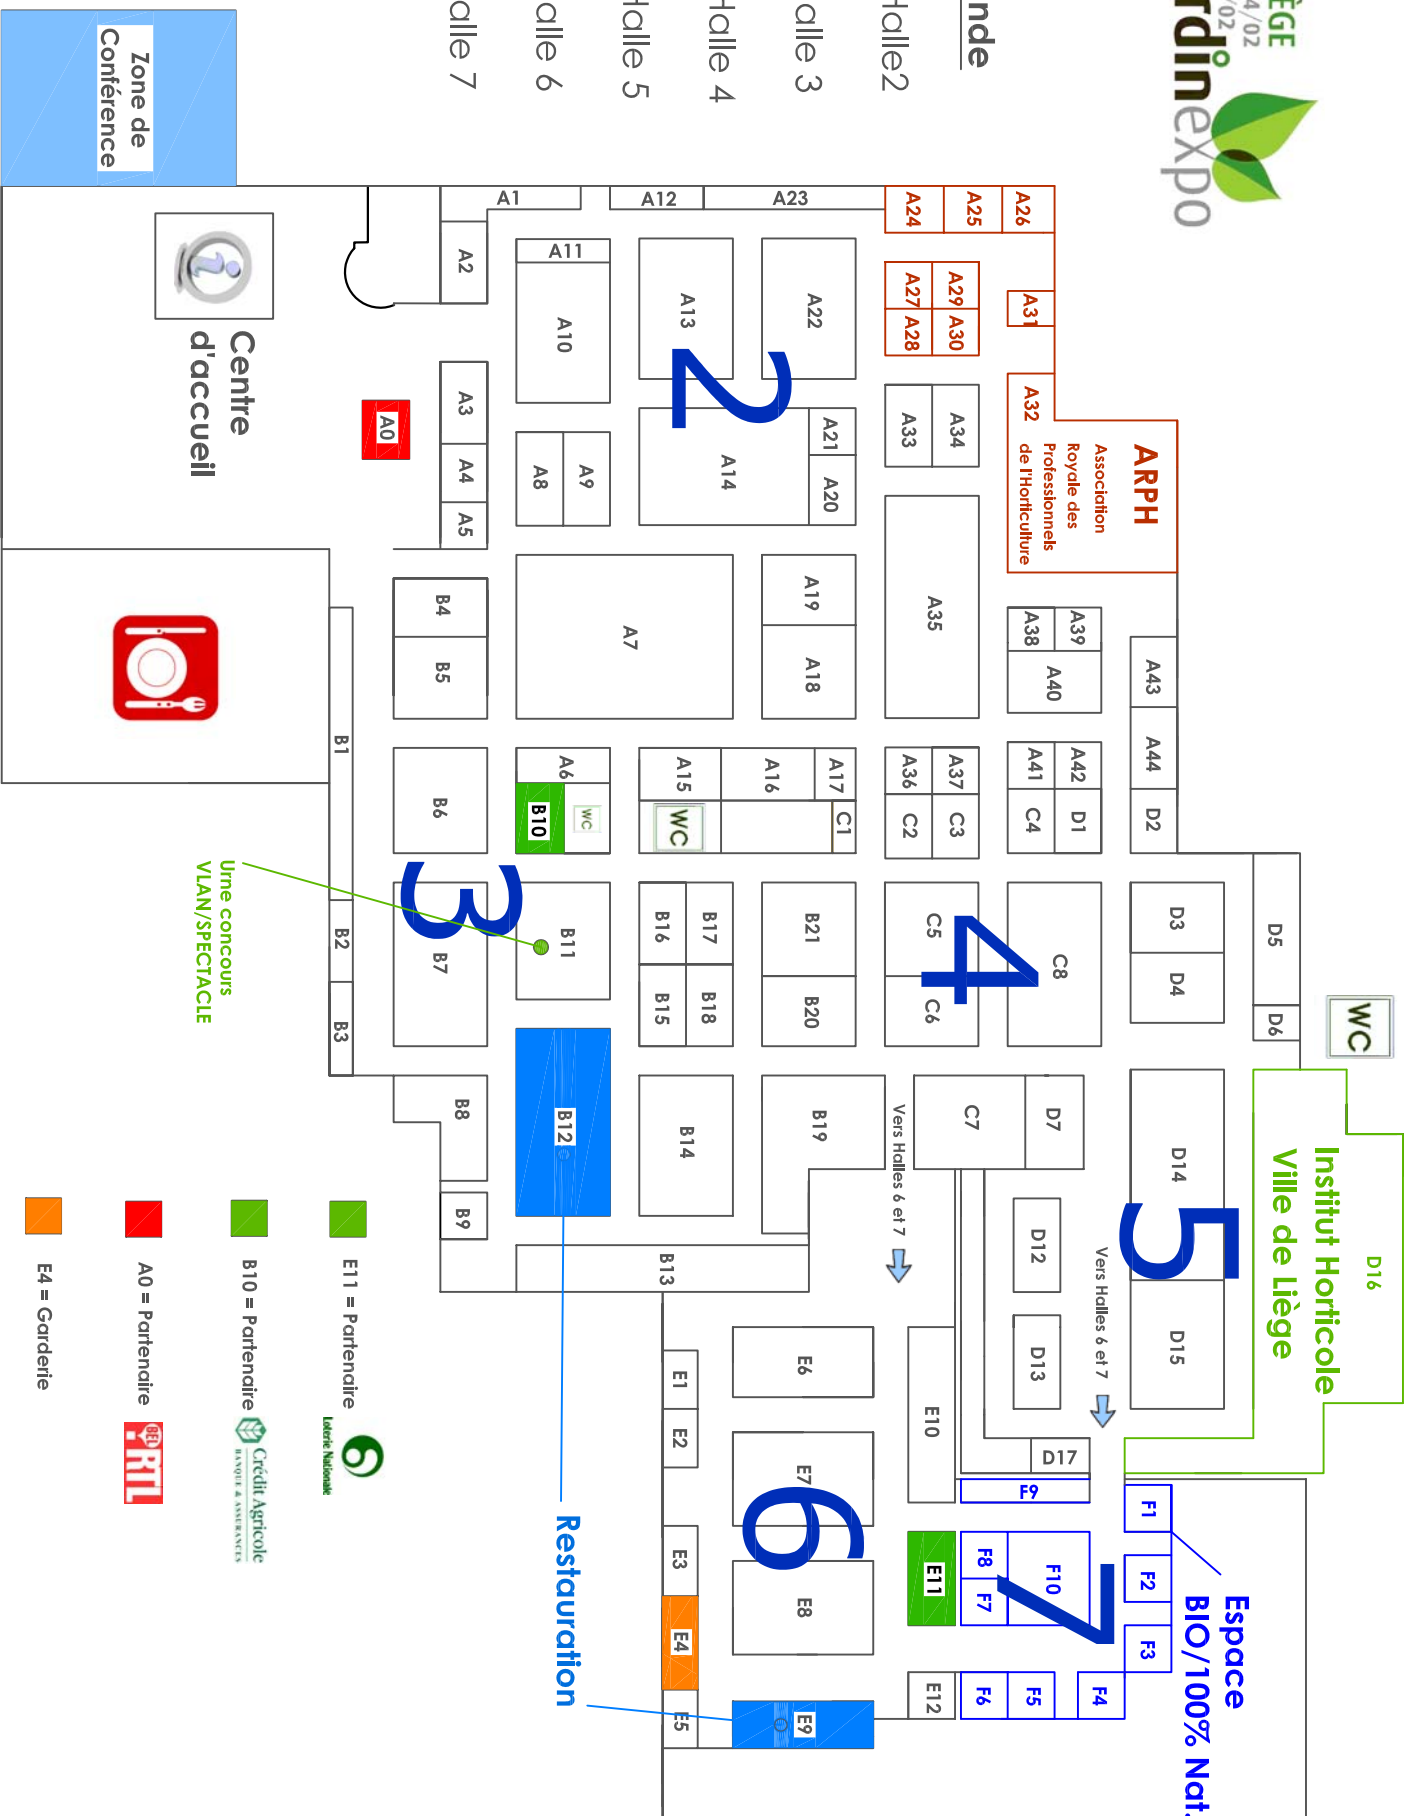 ÈGE
4/02
/02
rdin
expo
nde
Halle2
alle 3
Halle 4
Halle 5
alle 6
alle 7
Zone de
Conférence
Centre
d'accueil
A0
A1
A2
A3
A4
A5
A6
A7
A8
A9
A10
A11
A12
A13
A14
A15
A16
A17
A18
A19
A20
A21
A22
A23
A24
A25
A26
A27
A28
A29
A30
A31
A32
A33
A34
A35
A36
A37
A38
A39
A40
A41
A42
A43
A44
ARPH
Association
Royale des
Professionnels
de l'Horticulture
2
B1
B2
B3
B4
B5
B6
B7
B8
B9
B10
B11
B12
B13
B14
B15
B16
B17
B18
B19
B20
B21
WC
WC
3
Urne concours
VLAN/SPECTACLE
C1
C2
C3
C4
C5
C6
C7
C8
4
D1
D2
D3
D4
D5
D6
D7
D12
D13
D14
D15
D16
D17
WC
5
Institut Horticole
Ville de Liège
Vers Halles 6 et 7
Vers Halles 6 et 7
E1
E2
E3
E4
E5
E6
E7
E8
E9
E10
E11
E12
6
F1
F2
F3
F4
F5
F6
F7
F8
F9
F10
7
Espace
BIO/100% Nat.
Restauration
E11 = Partenaire
Loterie Nationale
B10 = Partenaire
Crédit Agricole
BANQUE & ASSURANCES
A0 = Partenaire
BEL
RTL
E4 = Garderie